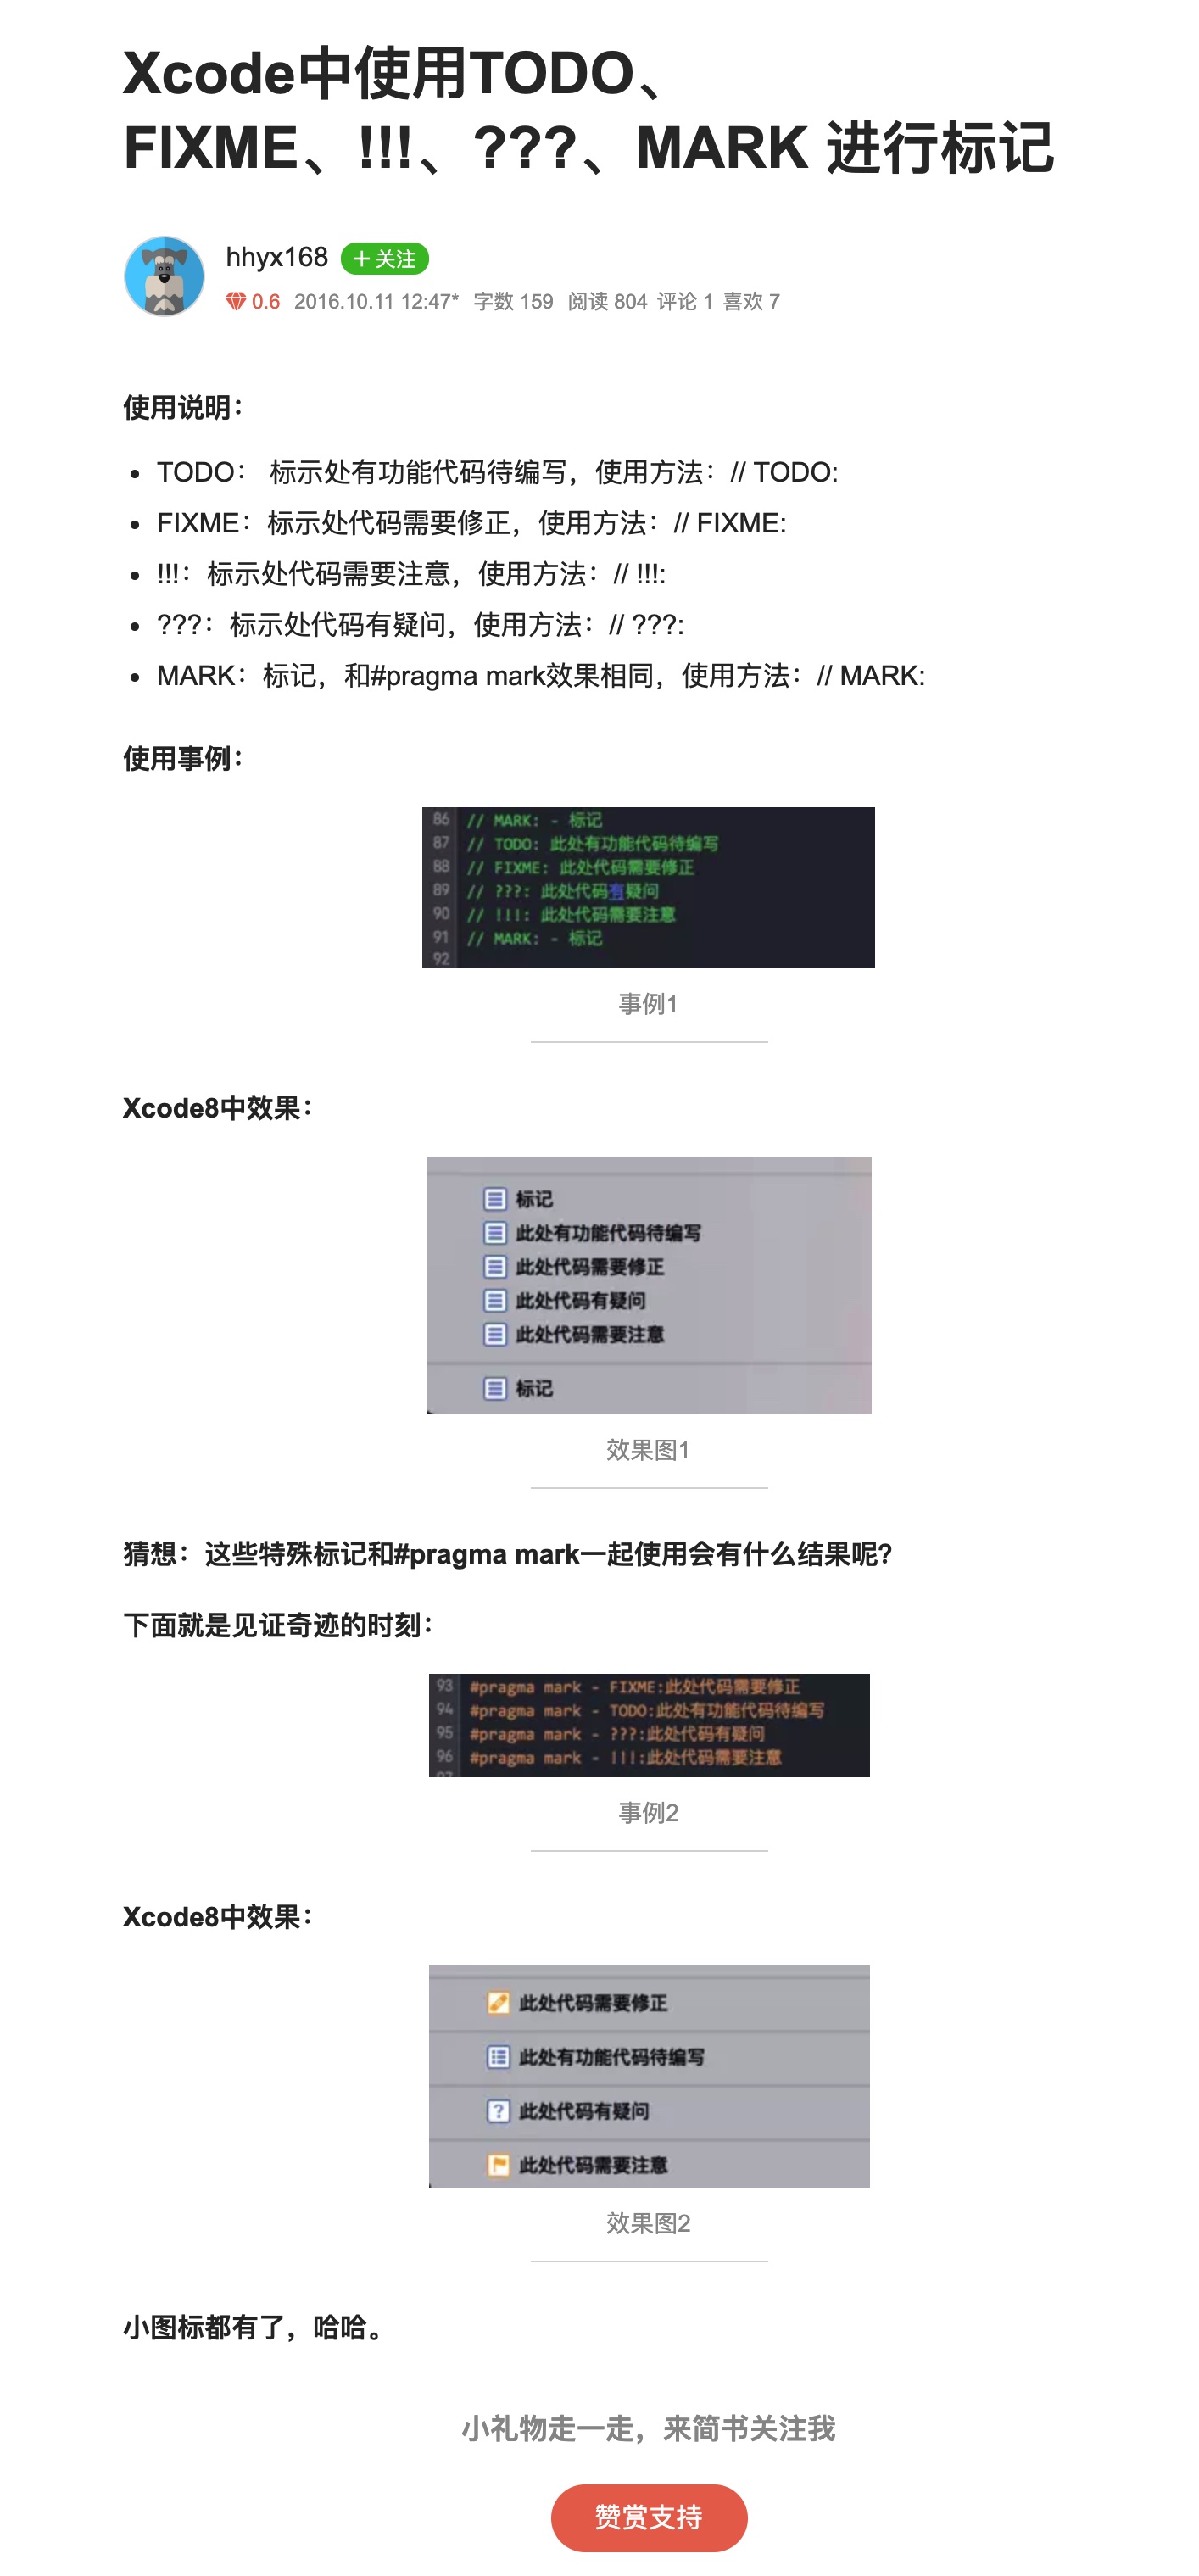 Xcode中使用TODO、
FIXME、!!!、???、MARK 进行标记
hhyx168 + 关注
0.6 2016.10.11 12:47* 字数 159 阅读 804 评论 1 喜欢 7
使用说明：
• TODO： 标示处有功能代码待编写，使用方法：// TODO:
• FIXME：标示处代码需要修正，使用方法：// FIXME:
• !!!：标示处代码需要注意，使用方法：// !!!:
• ???：标示处代码有疑问，使用方法：// ???:
• MARK：标记，和#pragma mark效果相同，使用方法：// MARK:
使用事例：
86 // MARK: - 标记
87 // TODO: 此处有功能代码待编写
88 // FIXME: 此处代码需要修正
89 // ???: 此处代码有疑问
90 // !!!: 此处代码需要注意
91 // MARK: - 标记
92
事例1
Xcode8中效果：
标记
此处有功能代码待编写
此处代码需要修正
此处代码有疑问
此处代码需要注意
标记
效果图1
猜想：这些特殊标记和#pragma mark一起使用会有什么结果呢?
下面就是见证奇迹的时刻：
93 #pragma mark - FIXME:此处代码需要修正
94 #pragma mark - TODO:此处有功能代码待编写
95 #pragma mark - ???:此处代码有疑问
96 #pragma mark - !!!:此处代码需要注意
97
事例2
Xcode8中效果：
此处代码需要修正
此处有功能代码待编写
? 此处代码有疑问
此处代码需要注意
效果图2
小图标都有了，哈哈。
小礼物走一走，来简书关注我
赞赏支持